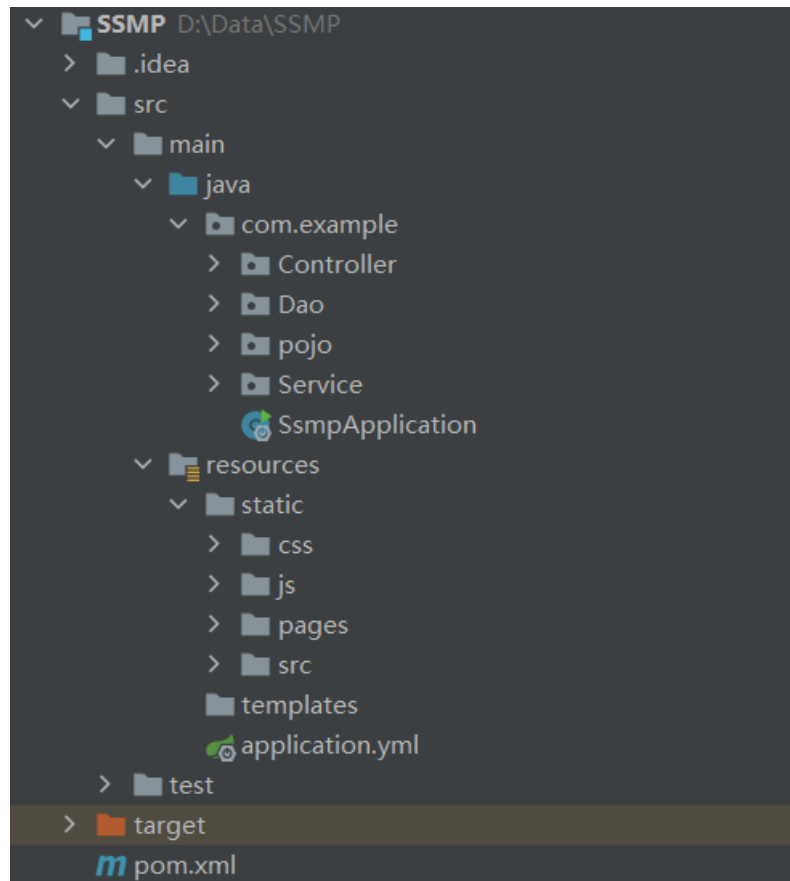 SSMP D:\Data\SSMP
.idea
src
main
java
com.example
Controller
Dao
pojo
Service
SsmpApplication
resources
static
css
js
pages
src
templates
application.yml
test
target
m pom.xml